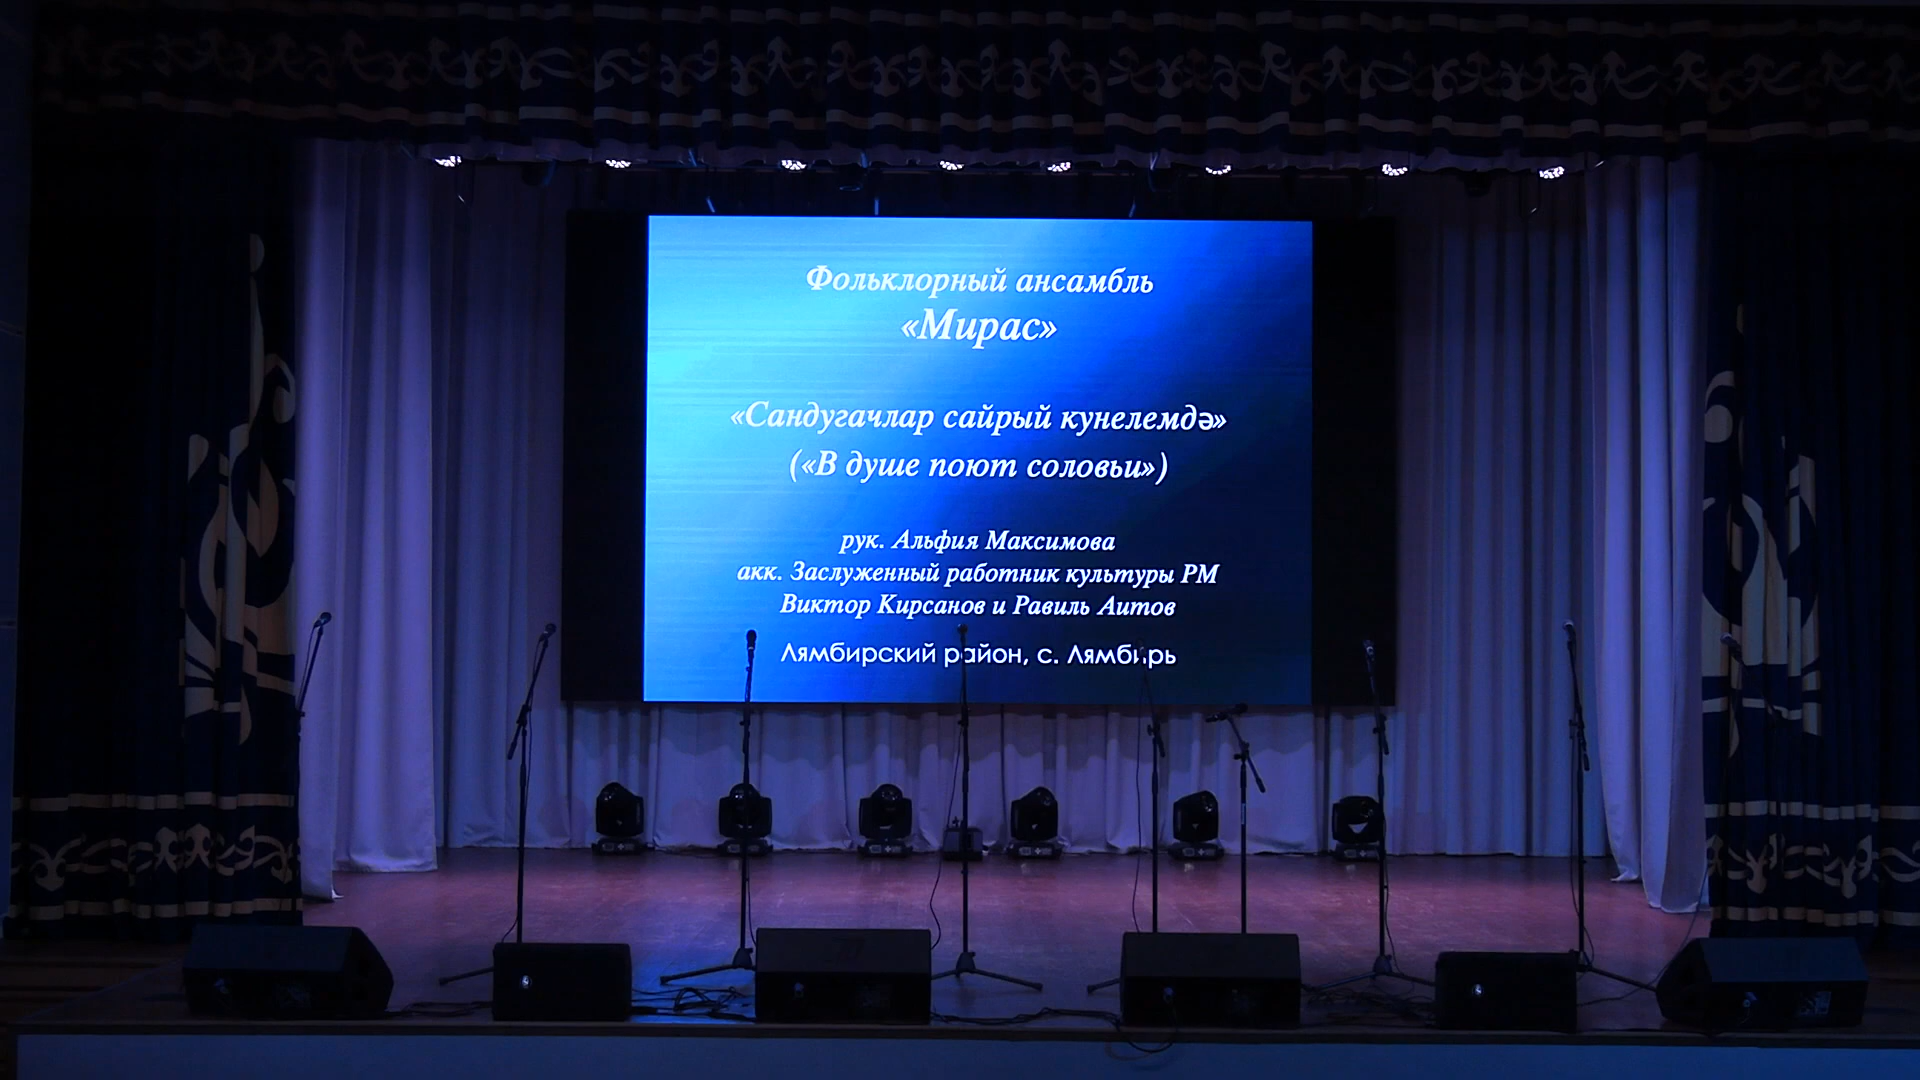 Фольклорный ансамбль
«Мирас»
«Сандугачлар сайрый кунелемдә»
(«В душе поют соловьи»)
рук. Альфия Максимова
акк. Заслуженный работник культуры РМ
Виктор Кирсанов и Равиль Аитов
Лямбирский район, с. Лямбирь